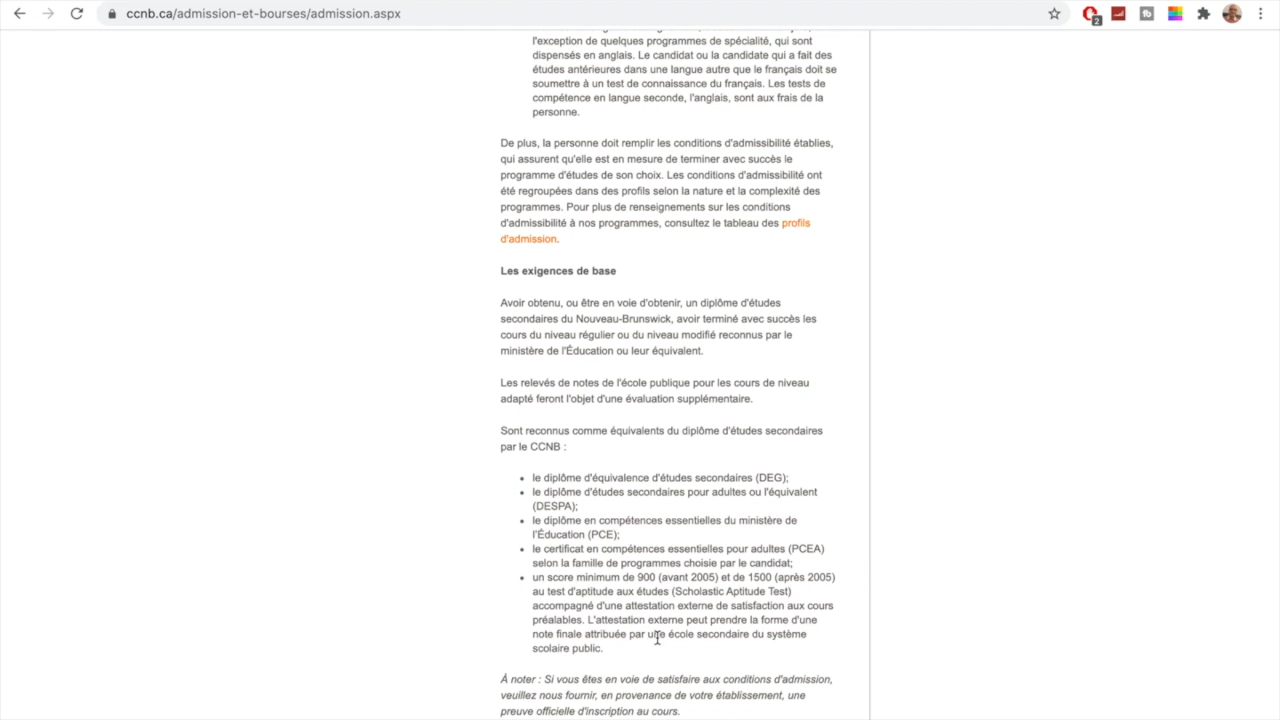 ccnb.ca/admission-et-bourses/admission.aspx
2
l'exception de quelques programmes de spécialité, qui sont
dispensés en anglais. Le candidat ou la candidate qui a fait des
études antérieures dans une langue autre que le français doit se
soumettre à un test de connaissance du français. Les tests de
compétence en langue seconde, l'anglais, sont aux frais de la
personne.
De plus, la personne doit remplir les conditions d'admissibilité établies,
qui assurent qu'elle est en mesure de terminer avec succès le
programme d'études de son choix. Les conditions d'admissibilité ont
été regroupées dans des profils selon la nature et la complexité des
programmes. Pour plus de renseignements sur les conditions
d'admissibilité à nos programmes, consultez le tableau des profils
d'admission.
Les exigences de base
Avoir obtenu, ou être en voie d'obtenir, un diplôme d'études
secondaires du Nouveau-Brunswick, avoir terminé avec succès les
cours du niveau régulier ou du niveau modifié reconnus par le
ministère de l'Éducation ou leur équivalent.
Les relevés de notes de l'école publique pour les cours de niveau
adapté feront l'objet d'une évaluation supplémentaire.
Sont reconnus comme équivalents du diplôme d'études secondaires
par le CCNB :
• le diplôme d'équivalence d'études secondaires (DEG);
• le diplôme d'études secondaires pour adultes ou l'équivalent
(DESPA);
• le diplôme en compétences essentielles du ministère de
l'Éducation (PCE);
• le certificat en compétences essentielles pour adultes (PCEA)
selon la famille de programmes choisie par le candidat;
• un score minimum de 900 (avant 2005) et de 1500 (après 2005)
au test d'aptitude aux études (Scholastic Aptitude Test)
accompagné d'une attestation externe de satisfaction aux cours
préalables. L'attestation externe peut prendre la forme d'une
note finale attribuée par une école secondaire du système
scolaire public.
À noter : Si vous êtes en voie de satisfaire aux conditions d'admission,
veuillez nous fournir, en provenance de votre établissement, une
preuve officielle d'inscription au cours.